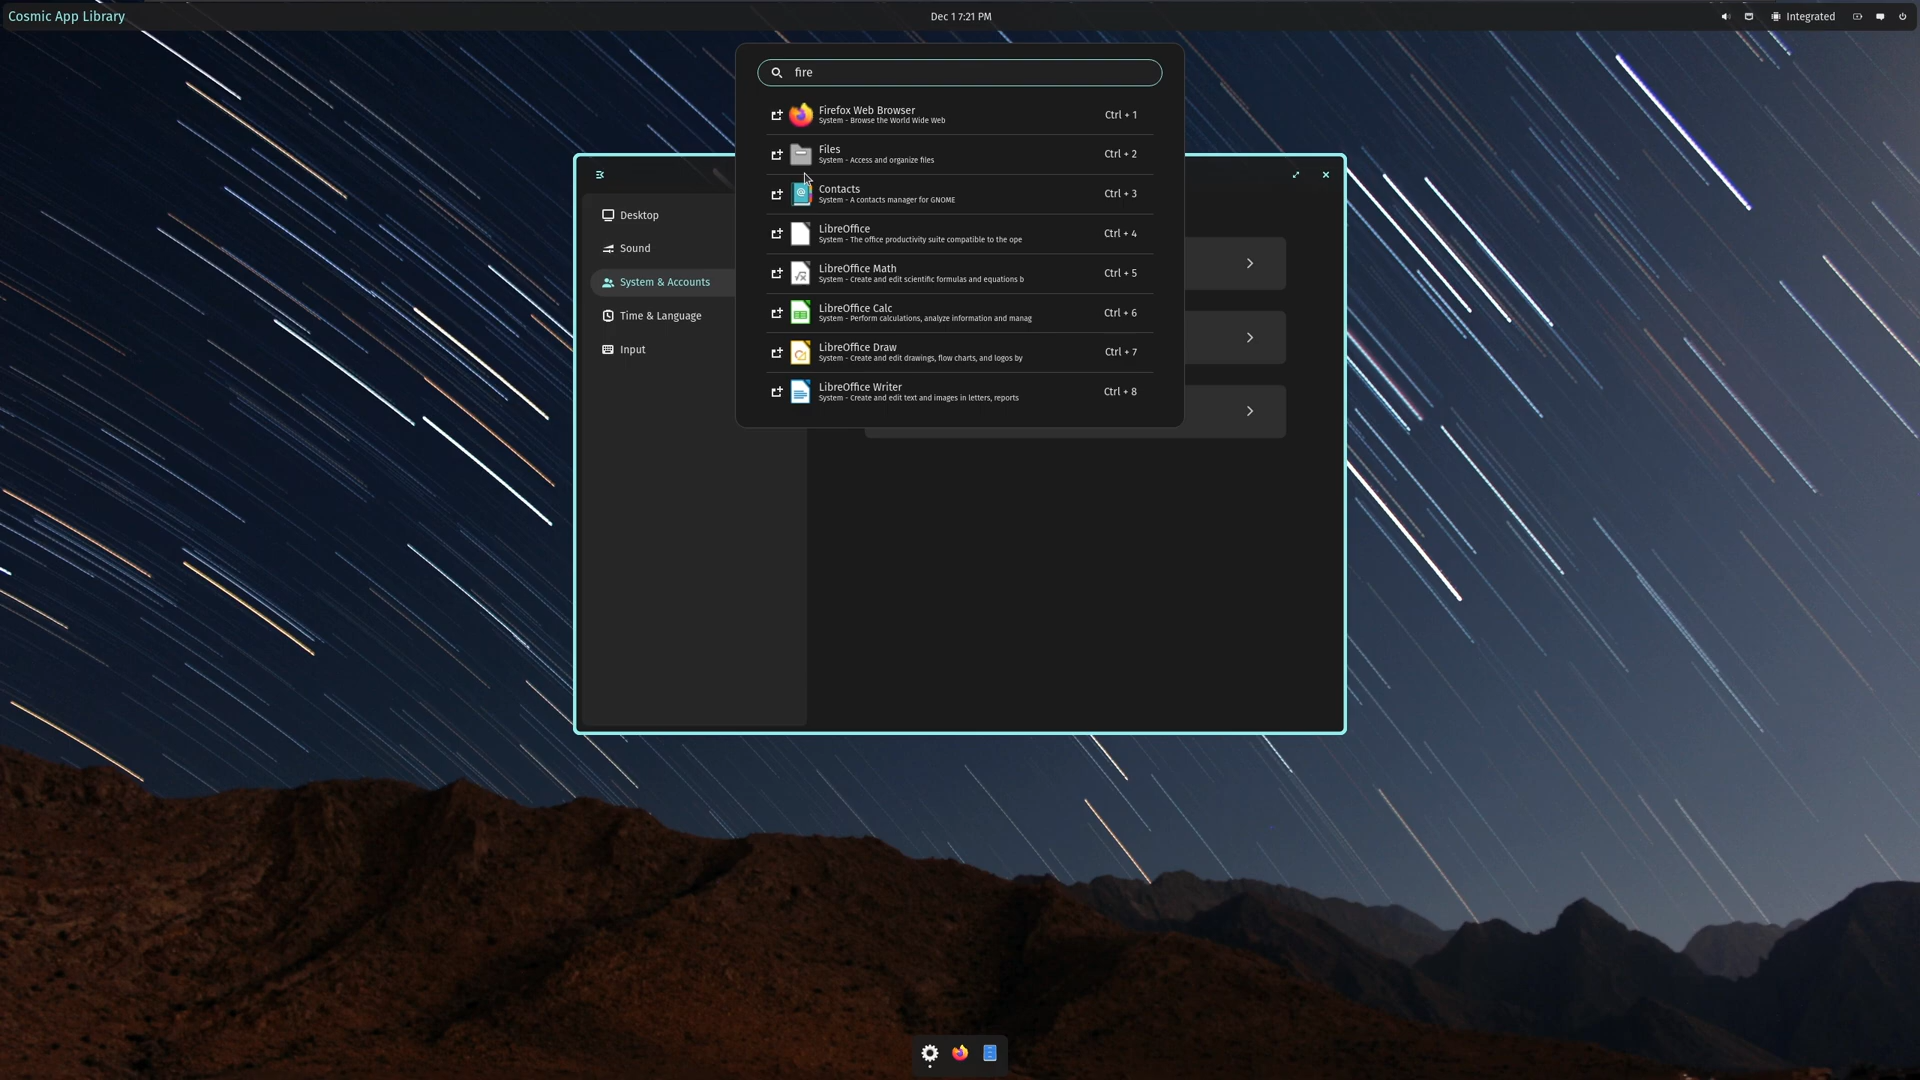 Cosmic App Library
Dec 1 7:21 PM
Integrated
fire
Firefox Web Browser
System - Browse the World Wide Web
Ctrl + 1
Files
System - Access and organize files
Ctrl + 2
Contacts
System - A contacts manager for GNOME
Ctrl + 3
LibreOffice
System - The office productivity suite compatible to the ope
Ctrl + 4
LibreOffice Math
System - Create and edit scientific formulas and equations b
Ctrl + 5
LibreOffice Calc
System - Perform calculations, analyze information and manag
Ctrl + 6
LibreOffice Draw
System - Create and edit drawings, flow charts, and logos by
Ctrl + 7
LibreOffice Writer
System - Create and edit text and images in letters, reports
Ctrl + 8
Desktop
Sound
System & Accounts
Time & Language
Input